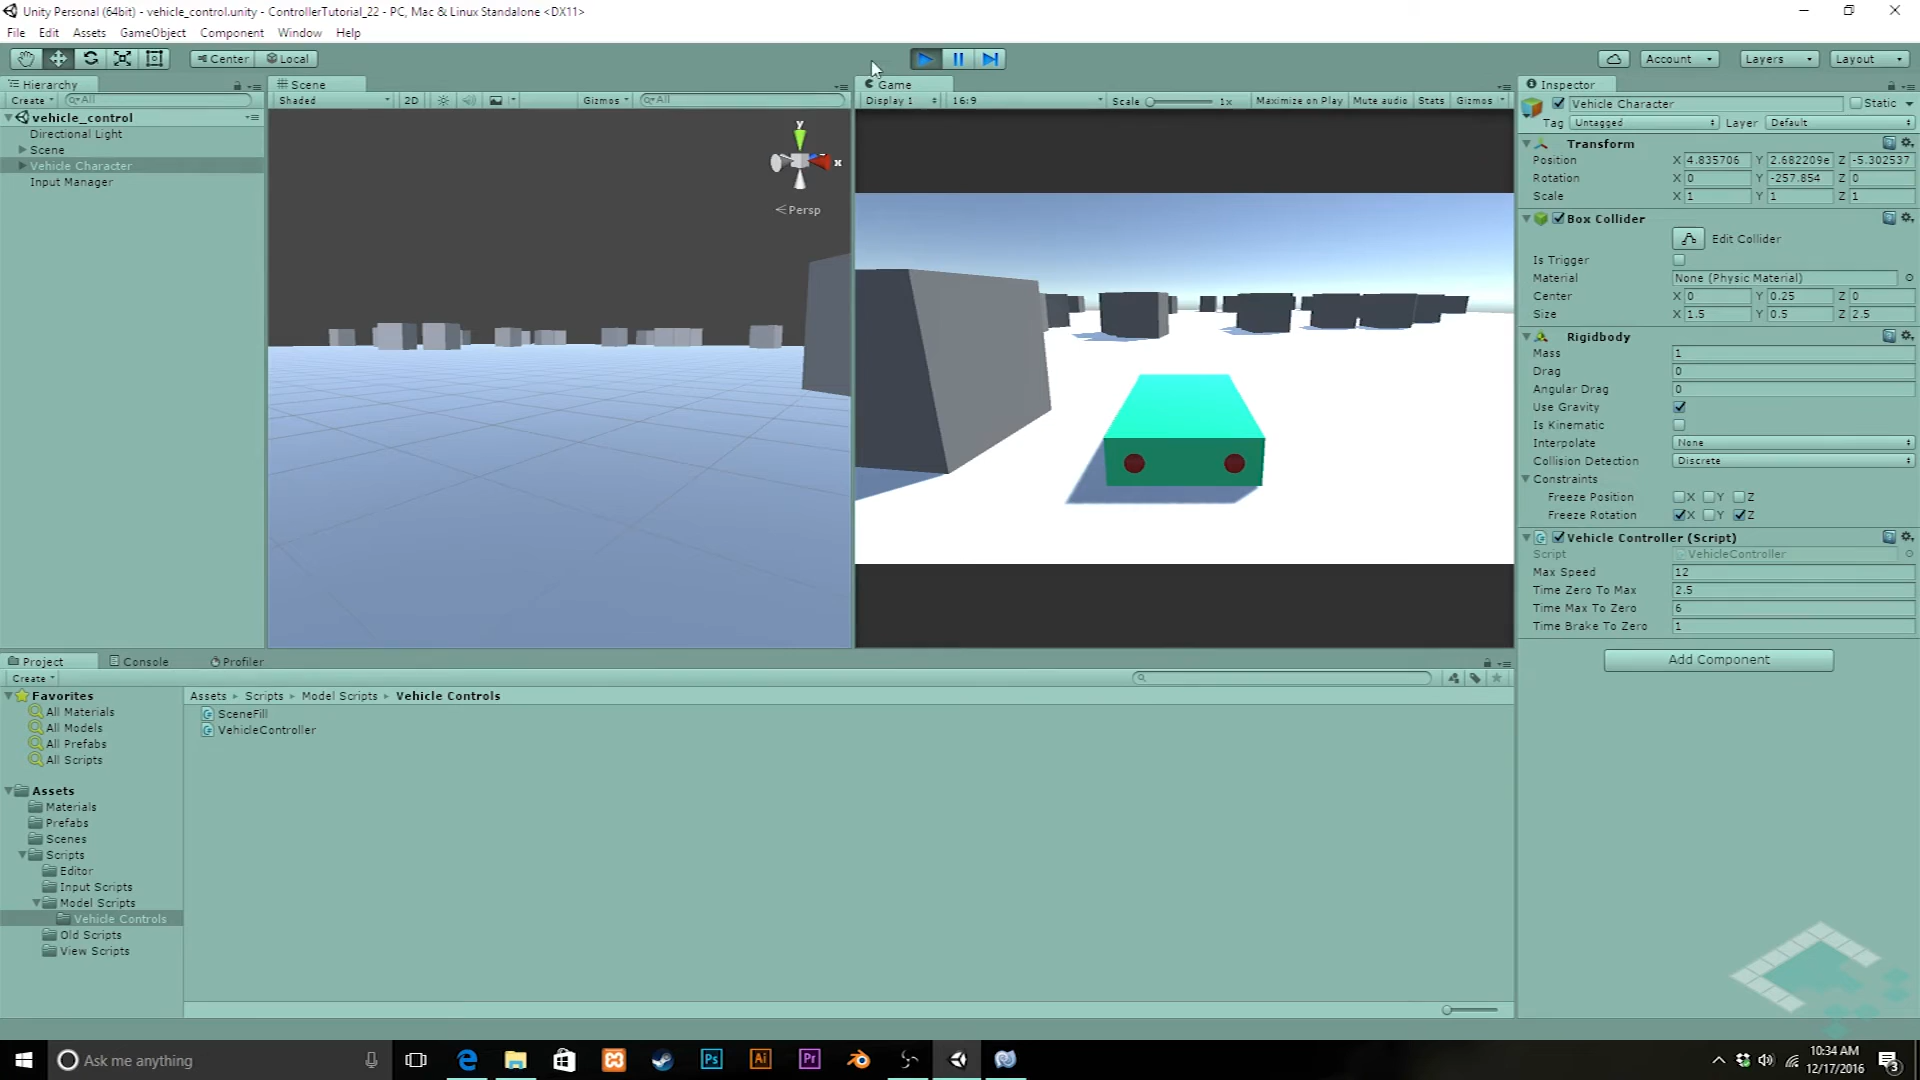 Unity Personal (64bit) - vehicle_control.unity - ControllerTutorial_22 - PC, Mac & Linux Standalone <DX11>
File Edit Assets GameObject Component Window Help
Center Local Account Layers Layout
Hierarchy
Create All
vehicle_control
Directional Light
Scene
Vehicle Character
Input Manager
Scene
Shaded 2D Gizmos All
y
x
Persp
Game
Display 1 16:9 Scale 1x Maximize on Play Mute audio Stats Gizmos
Inspector
Vehicle Character Static
Tag Untagged Layer Default
Transform
Position X 4.835706 Y 2.682209e Z -5.302537
Rotation X 0 Y -257.854 Z 0
Scale X 1 Y 1 Z 1
Box Collider
Edit Collider
Is Trigger
Material None (Physic Material)
Center X 0 Y 0.25 Z 0
Size X 1.5 Y 0.5 Z 2.5
Rigidbody
Mass 1
Drag 0
Angular Drag 0
Use Gravity
Is Kinematic
Interpolate None
Collision Detection Discrete
Constraints
Freeze Position X Y Z
Freeze Rotation X Y Z
Vehicle Controller (Script)
Script VehicleController
Max Speed 12
Time Zero To Max 2.5
Time Max To Zero 6
Time Brake To Zero 1
Add Component
Project Console Profiler
Create
Favorites
All Materials
All Models
All Prefabs
All Scripts
Assets
Materials
Prefabs
Scenes
Scripts
Editor
Input Scripts
Model Scripts
Vehicle Controls
Old Scripts
View Scripts
Assets Scripts Model Scripts Vehicle Controls
SceneFill
VehicleController
Ask me anything
Ps Ai Pr
10:34 AM
12/17/2016
3